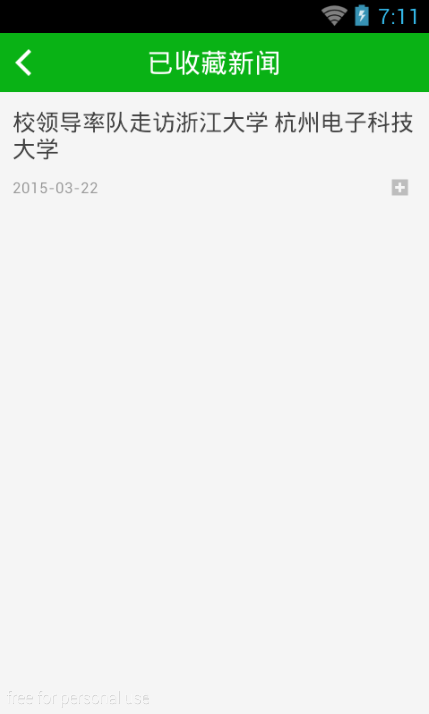 7:11
已收藏新闻
校领导率队走访浙江大学 杭州电子科技
大学
2015-03-22
free for personal use